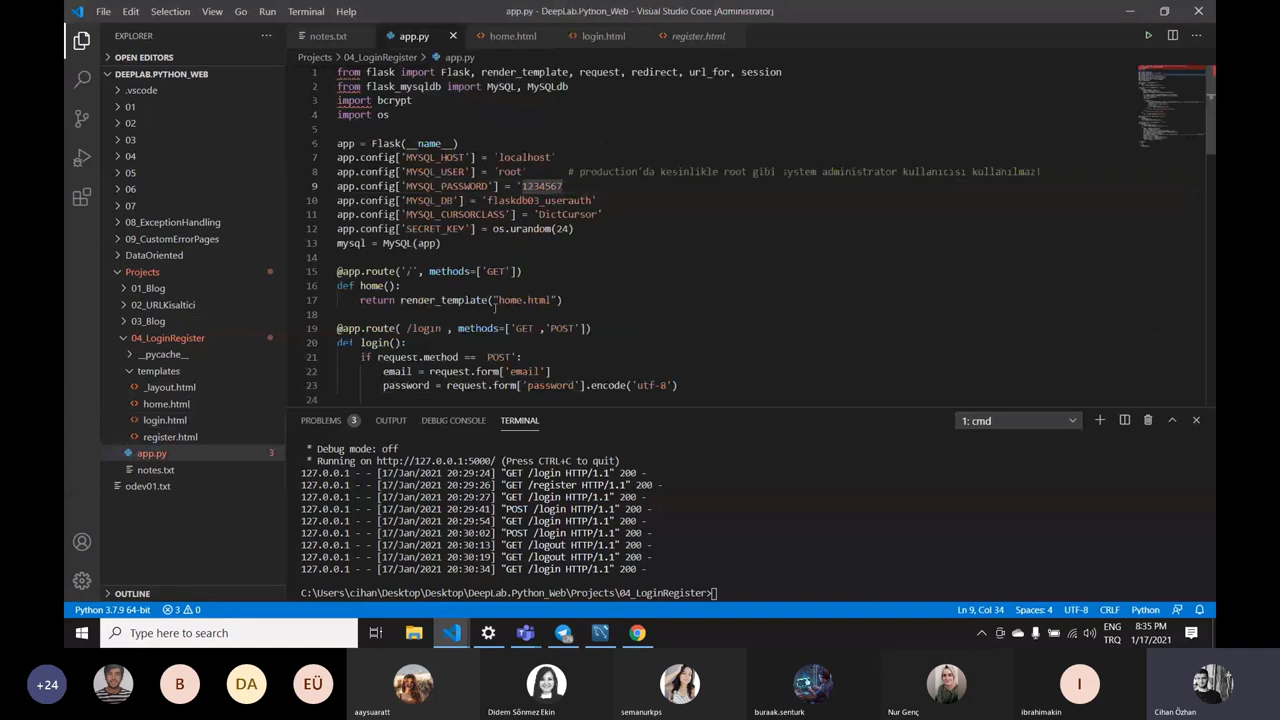 File Edit Selection View Go Run Terminal Help
app.py - DeepLab.Python_Web - Visual Studio Code [Administrator]
EXPLORER
notes.txt
app.py
home.html
login.html
register.html
OPEN EDITORS
DEEPLAB.PYTHON_WEB
.vscode
01
02
03
04
05
06
07
08_ExceptionHandling
09_CustomErrorPages
DataOriented
Projects
01_Blog
02_URLKisaltici
03_Blog
04_LoginRegister
__pycache__
templates
_layout.html
home.html
login.html
register.html
app.py 3
notes.txt
odev01.txt
OUTLINE
Projects > 04_LoginRegister > app.py
1 from flask import Flask, render_template, request, redirect, url_for, session
2 from flask_mysqldb import MySQL, MySQLdb
3 import bcrypt
4 import os
5
6 app = Flask(__name__)
7 app.config['MYSQL_HOST'] = 'localhost'
8 app.config['MYSQL_USER'] = 'root' # production'da kesinlikle root gibi system administrator kullanıcısı kullanılmaz!
9 app.config['MYSQL_PASSWORD'] = '1234567
10 app.config['MYSQL_DB'] = 'flaskdb03_userauth'
11 app.config['MYSQL_CURSORCLASS'] = 'DictCursor'
12 app.config['SECRET_KEY'] = os.urandom(24)
13 mysql = MySQL(app)
14
15 @app.route('/', methods=['GET'])
16 def home():
17 return render_template("home.html")
18
19 @app.route( /login , methods=['GET ,'POST'])
20 def login():
21 if request.method == POST':
22 email = request.form['email']
23 password = request.form['password'].encode('utf-8')
24
PROBLEMS 3 OUTPUT DEBUG CONSOLE TERMINAL
1: cmd
* Debug mode: off
* Running on http://127.0.0.1:5000/ (Press CTRL+C to quit)
127.0.0.1 - - [17/Jan/2021 20:29:24] "GET /login HTTP/1.1" 200 -
127.0.0.1 - - [17/Jan/2021 20:29:26] "GET /register HTTP/1.1" 200 -
127.0.0.1 - - [17/Jan/2021 20:29:27] "GET /login HTTP/1.1" 200 -
127.0.0.1 - - [17/Jan/2021 20:29:41] "POST /login HTTP/1.1" 200 -
127.0.0.1 - - [17/Jan/2021 20:29:54] "GET /login HTTP/1.1" 200 -
127.0.0.1 - - [17/Jan/2021 20:30:02] "POST /login HTTP/1.1" 200 -
127.0.0.1 - - [17/Jan/2021 20:30:13] "GET /logout HTTP/1.1" 200 -
127.0.0.1 - - [17/Jan/2021 20:30:19] "GET /logout HTTP/1.1" 200 -
127.0.0.1 - - [17/Jan/2021 20:30:34] "GET /login HTTP/1.1" 200 -
C:\Users\cihan\Desktop\Desktop\DeepLab.Python_Web\Projects\04_LoginRegister>
Python 3.7.9 64-bit 3 0
Ln 9, Col 34 Spaces: 4 UTF-8 CRLF Python
Type here to search
ENG
TRQ
8:35 PM
1/17/2021
+24
B
DA
EÜ
I
aaysuaratt
Didem Sönmez Ekin
semanurkps
buraak.senturk
Nur Genç
ibrahimakin
Cihan Özhan